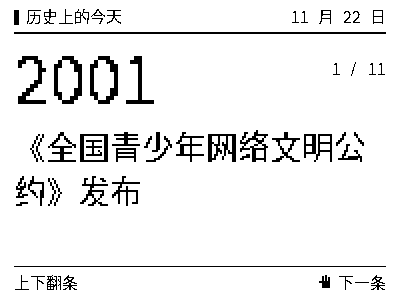 历史上的今天
11 月 22 日
2001
1 / 11
《全国青少年网络文明公
约》发布
上下翻条
下一条